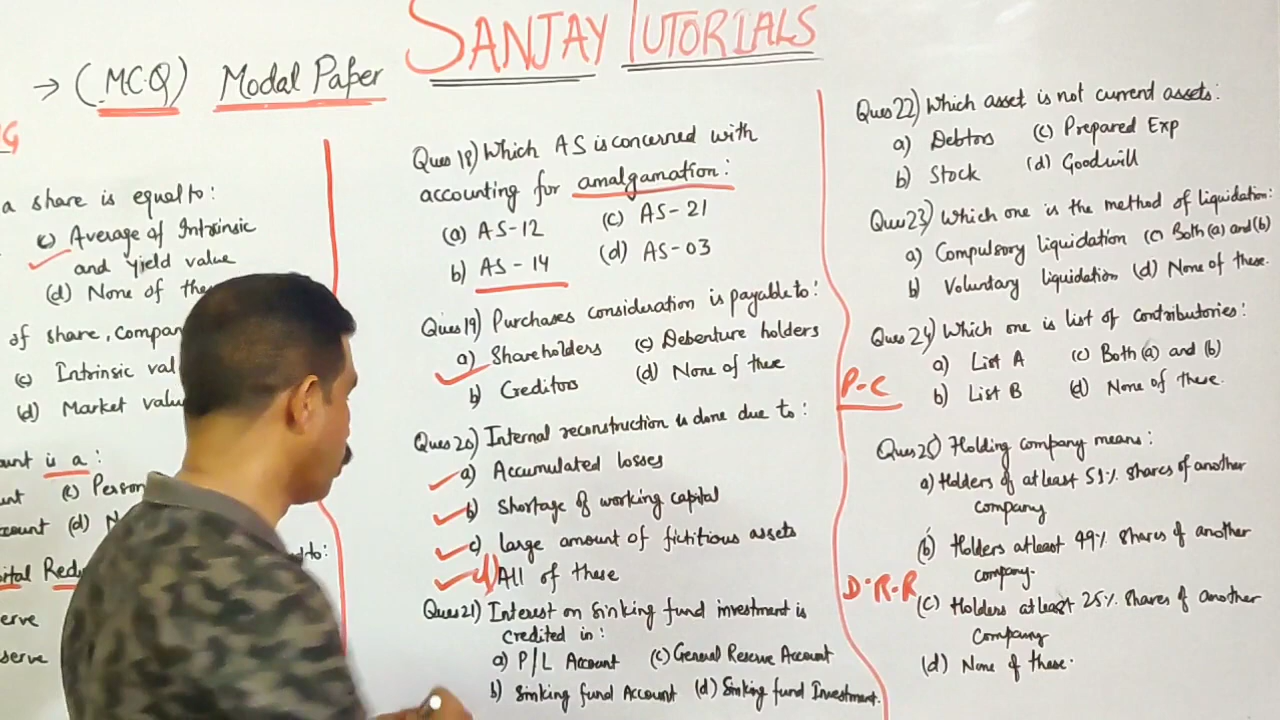 SANJAY TUTORIALS
→ (MCQ) Modal Paper
G
a share is equal to:
c) Average of Intrinsic
and yield value
(d) None of the
of share, Compan
(c) Intrinsic val
(d) Market valu
ount is a:
unt (c) Person
ccount (d) N
ital Red
to:
erve
serve
Ques 18) Which AS is concerned with
accounting for amalgamation:
(a) AS-12 (c) AS-21
b) AS-14 (d) AS-03
Ques 19) Purchases consideration is payable to:
a) Shareholders (c) Debenture holders
b) Creditors (d) None of these
Ques 20) Internal reconstruction is done due to:
a) Accumulated losses
b) Shortage of working capital
c) large amount of fictitious assets
d) All of these
Ques 21) Interest on Sinking fund investment is
credited in:
a) P/L Account (c) General Reserve Account
b) Sinking fund Account (d) Sinking fund Investment.
P-C
D.R.R
Ques 22) Which asset is not current assets:
a) Debtors (c) Prepared Exp
b) Stock (d) Goodwill
Ques 23) Which one is the method of liquidation:
a) Compulsory liquidation (c) Both (a) and (b)
b) Voluntary liquidation (d) None of these.
Ques 24) Which one is list of contributories:
a) List A (c) Both (a) and (b)
b) List B (d) None of these.
Ques 25) Holding company means:
a) Holders of at least 51% shares of another
company
(b) Holders atleast 49% shares of another
company.
(c) Holders atleast 25% shares of another
Company
(d) None of these.